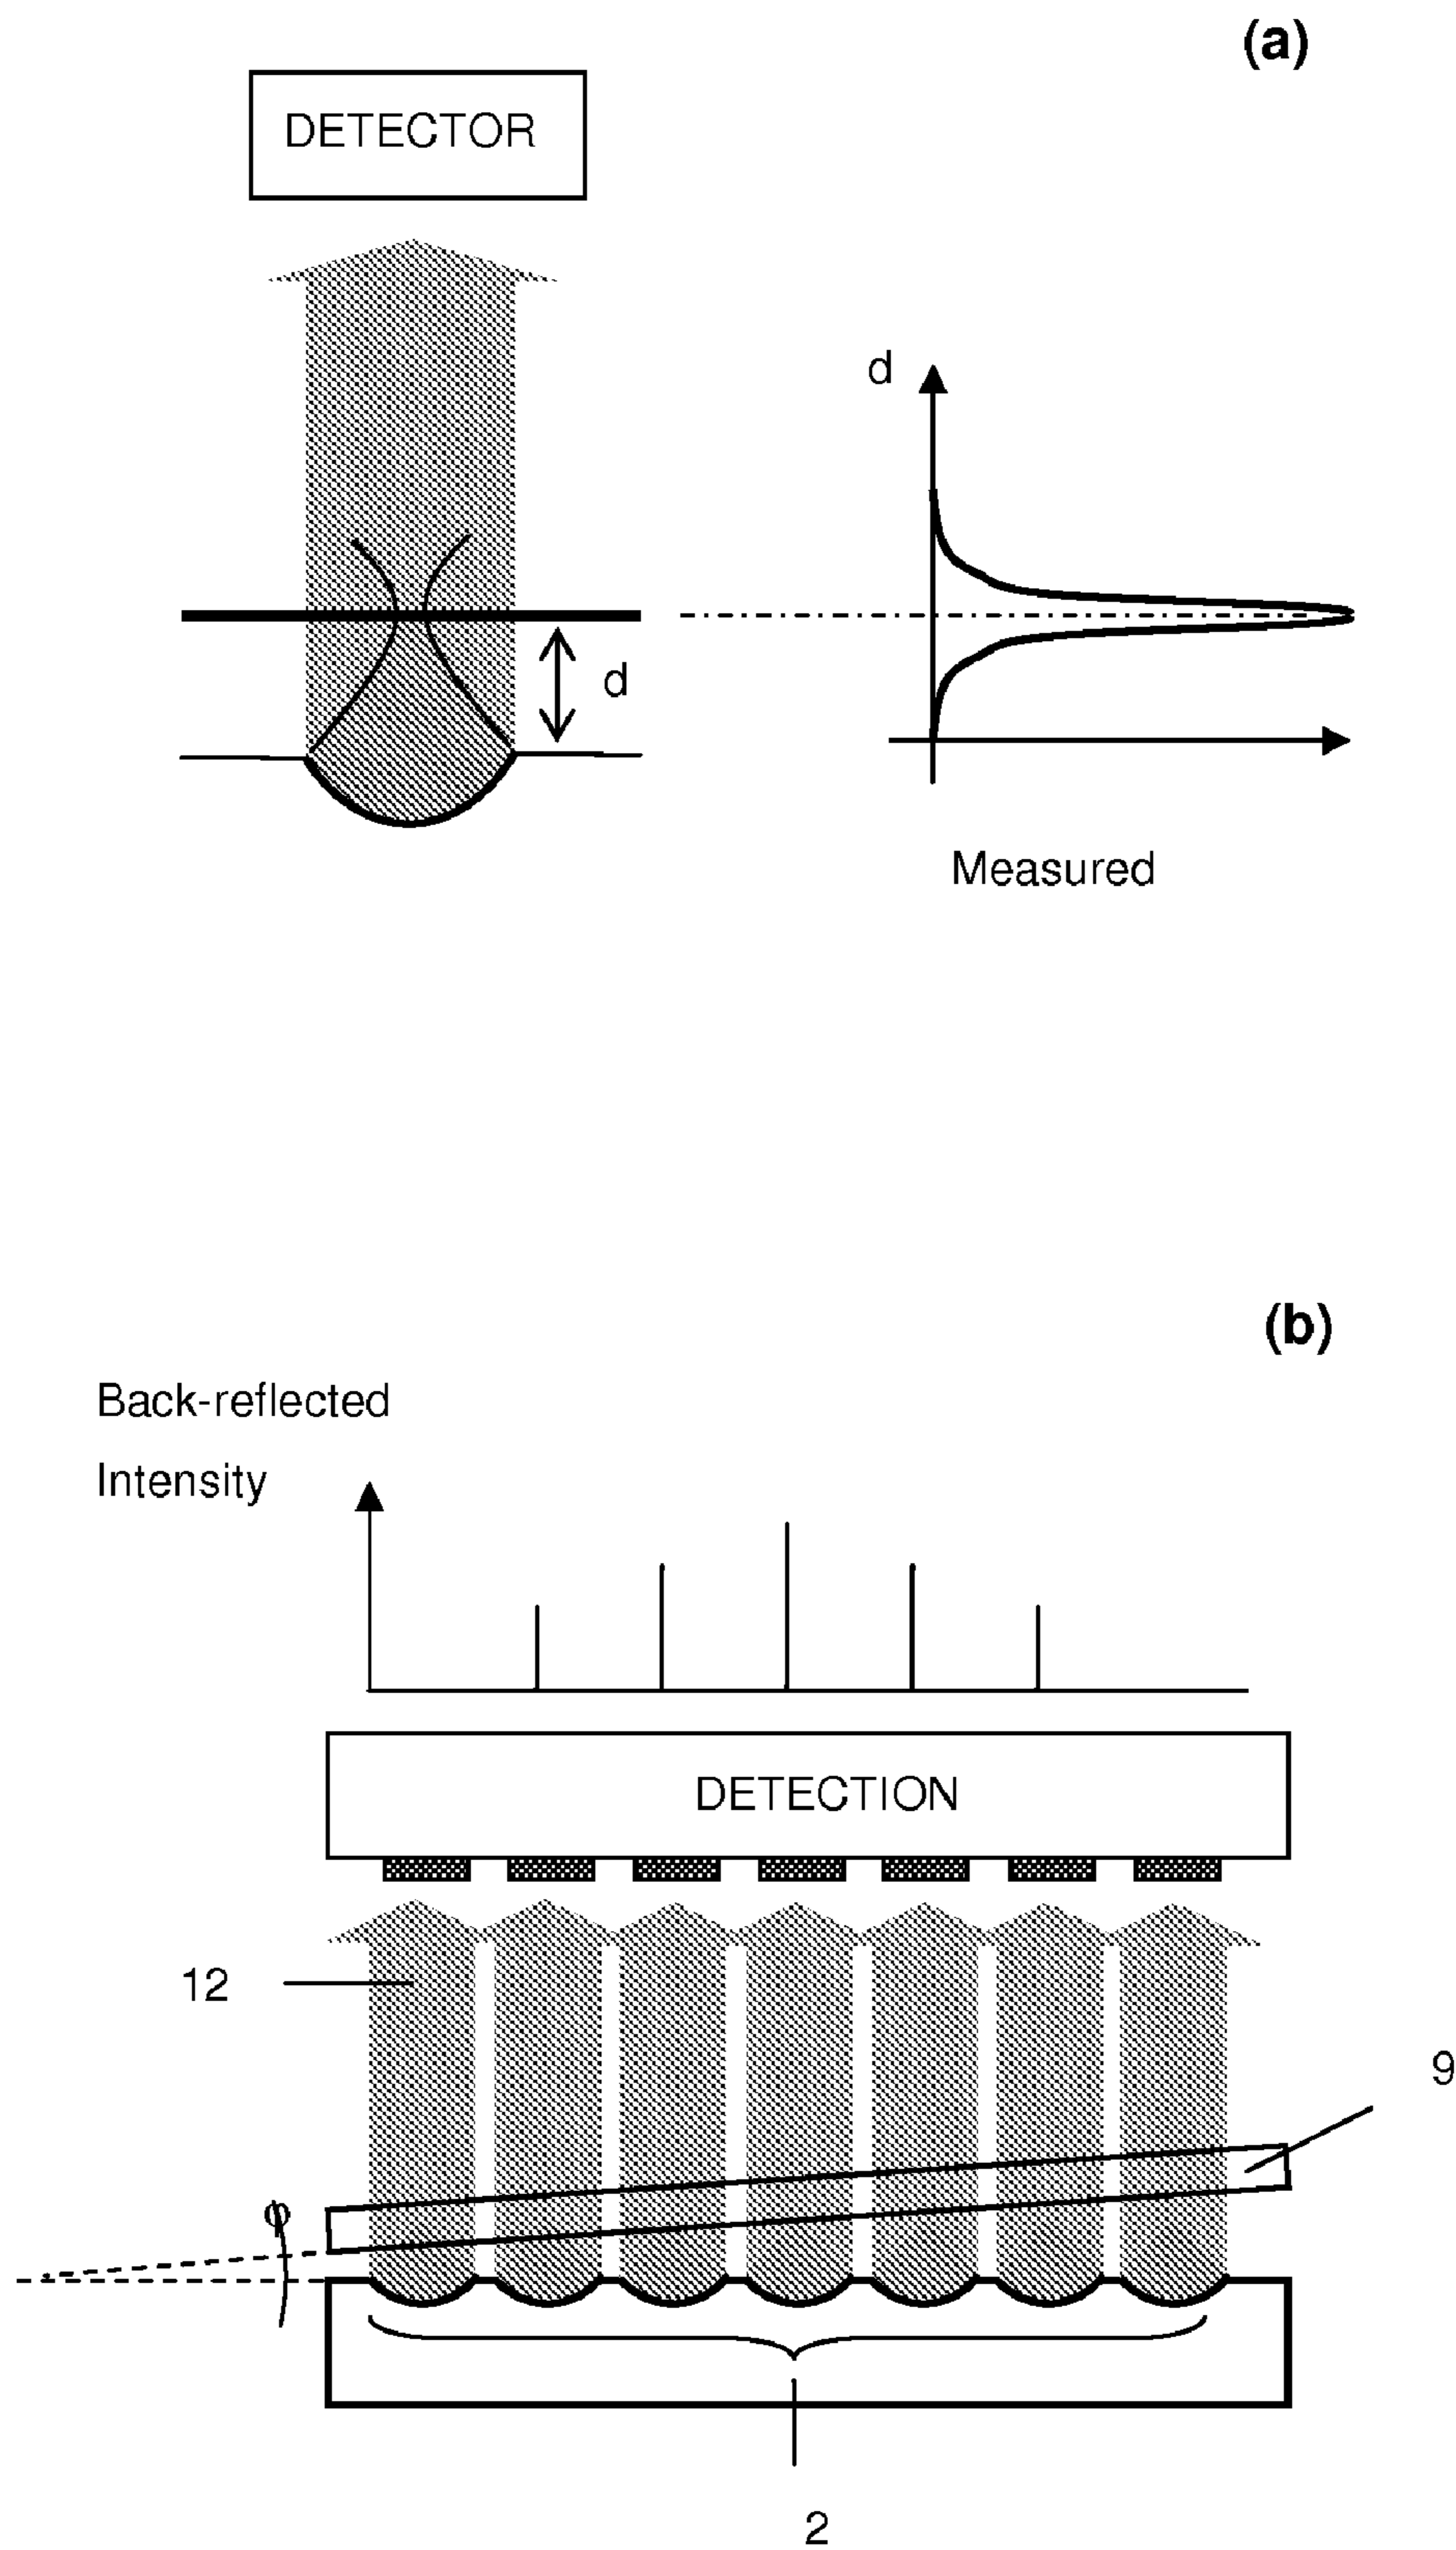 (a)
DETECTOR
d
d
Measured
(b)
Back-reflected
Intensity
DETECTION
12
9
φ
2